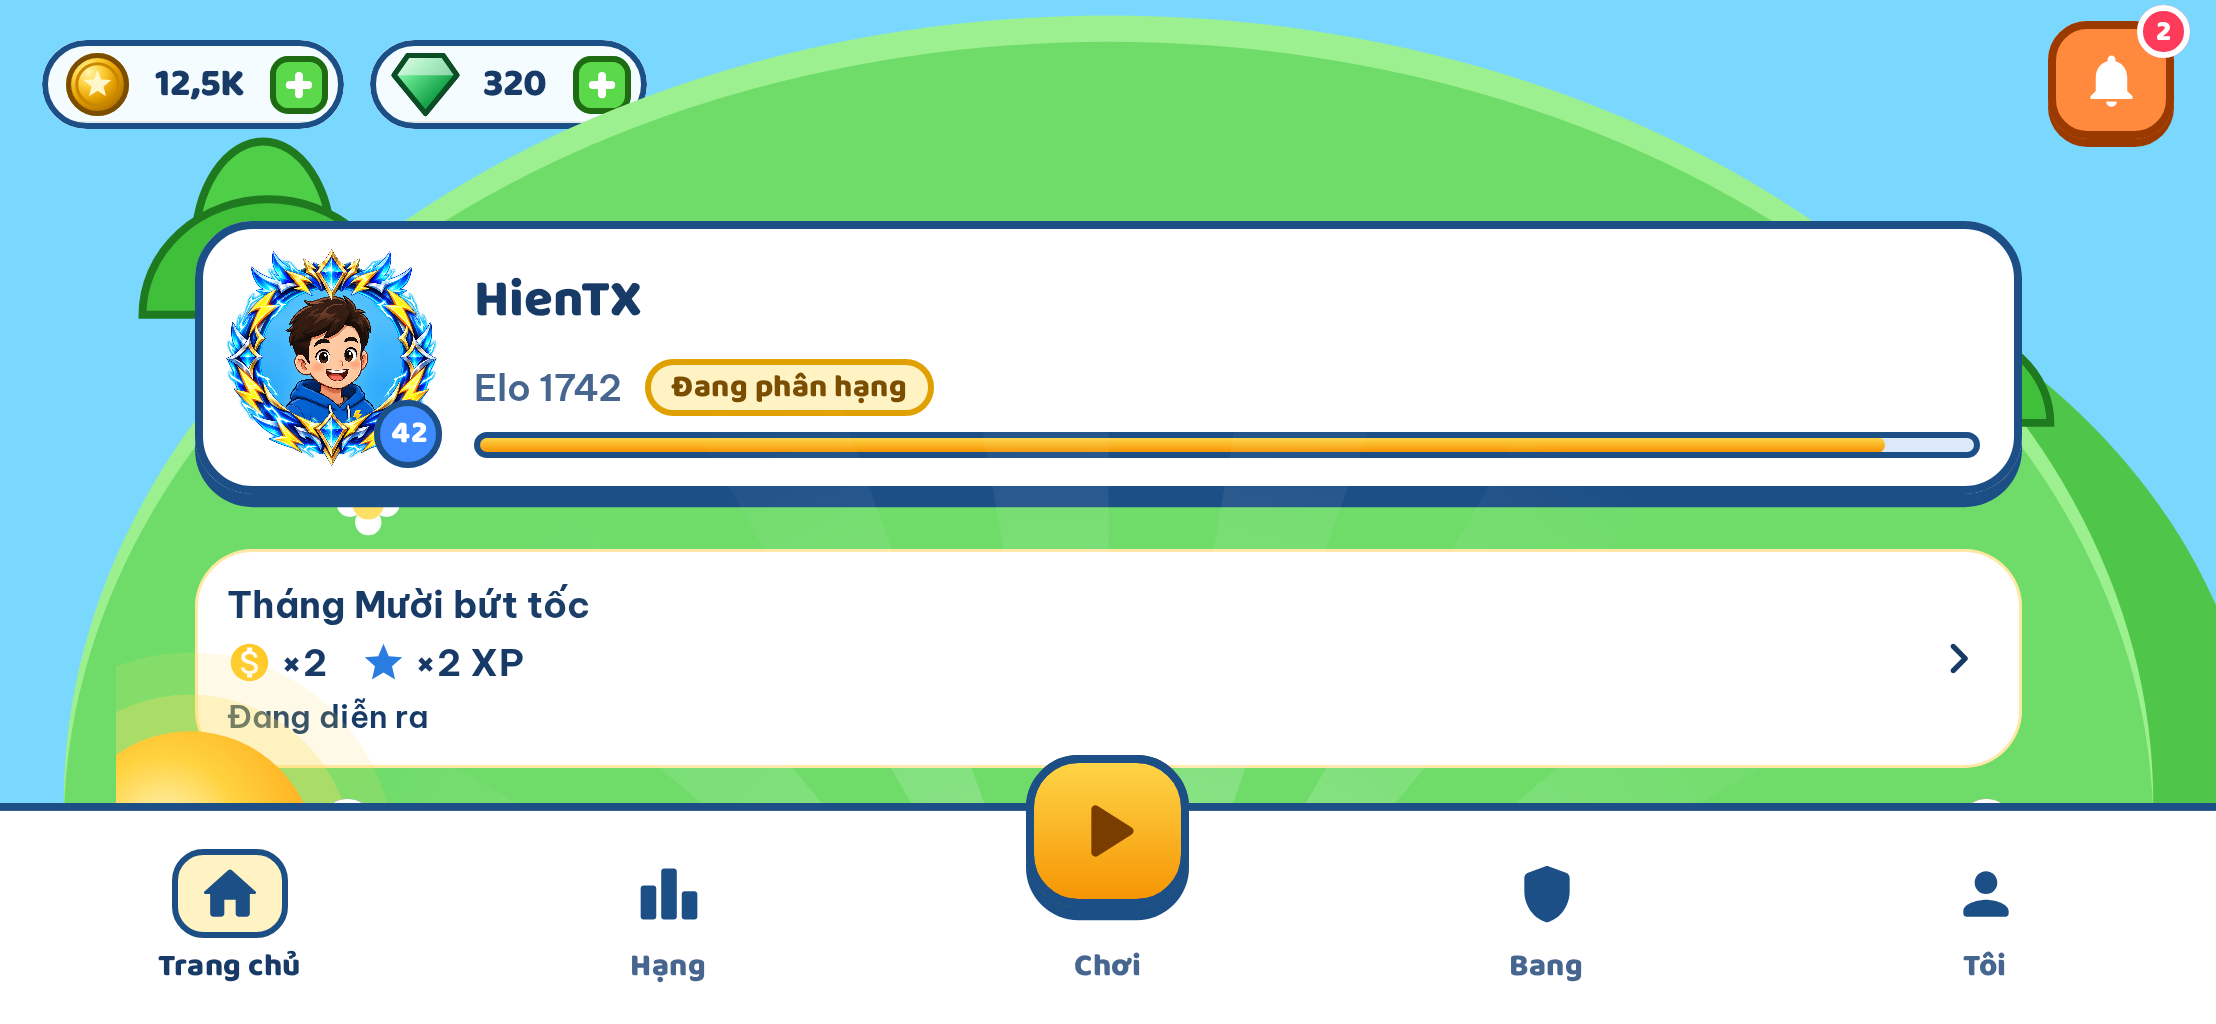 12,5K
320
2
HienTX
Elo 1742
Đang phân hạng
42
Tháng Mười bứt tốc
×2 ×2 XP
Đang diễn ra
Trang chủ
Hạng
Chơi
Bang
Tôi